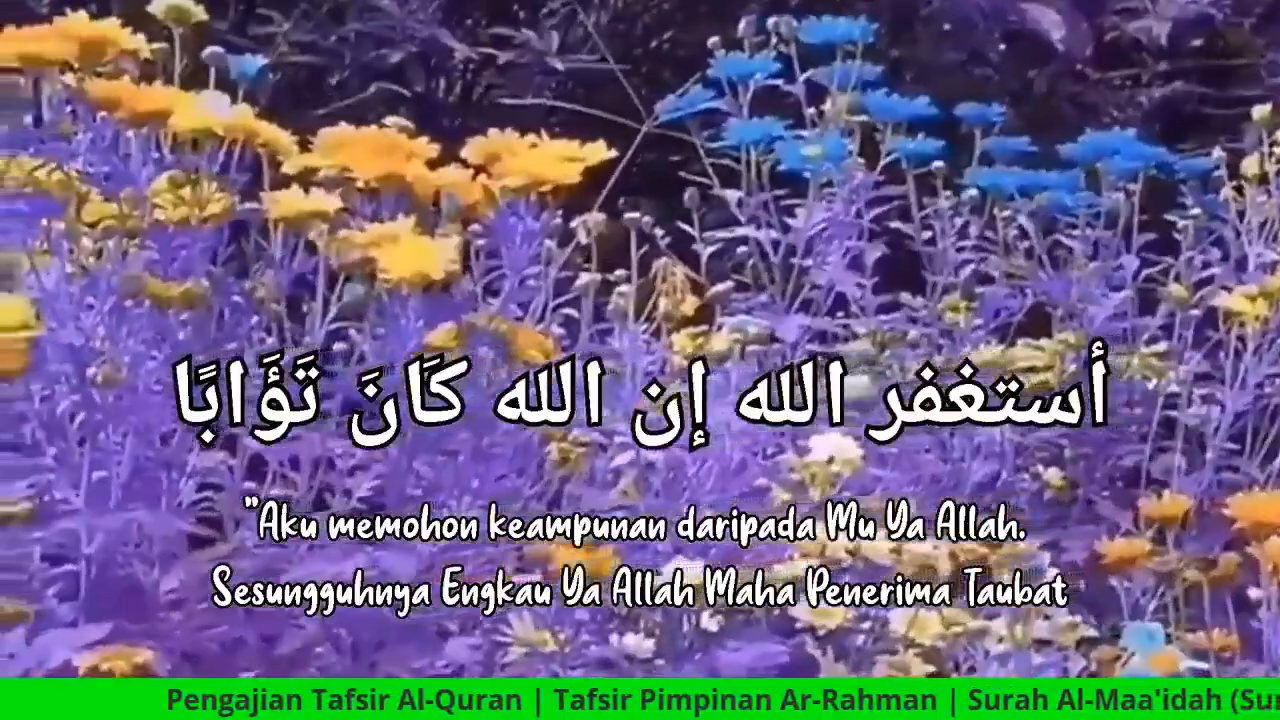 أستغفر الله إن الله كَانَ تَؤَابًا
"Aku memohon keampunan daripada Mu Ya Allah.
Sesungguhnya Engkau Ya Allah Maha Penerima Taubat
Pengajian Tafsir Al-Quran | Tafsir Pimpinan Ar-Rahman | Surah Al-Maa'idah